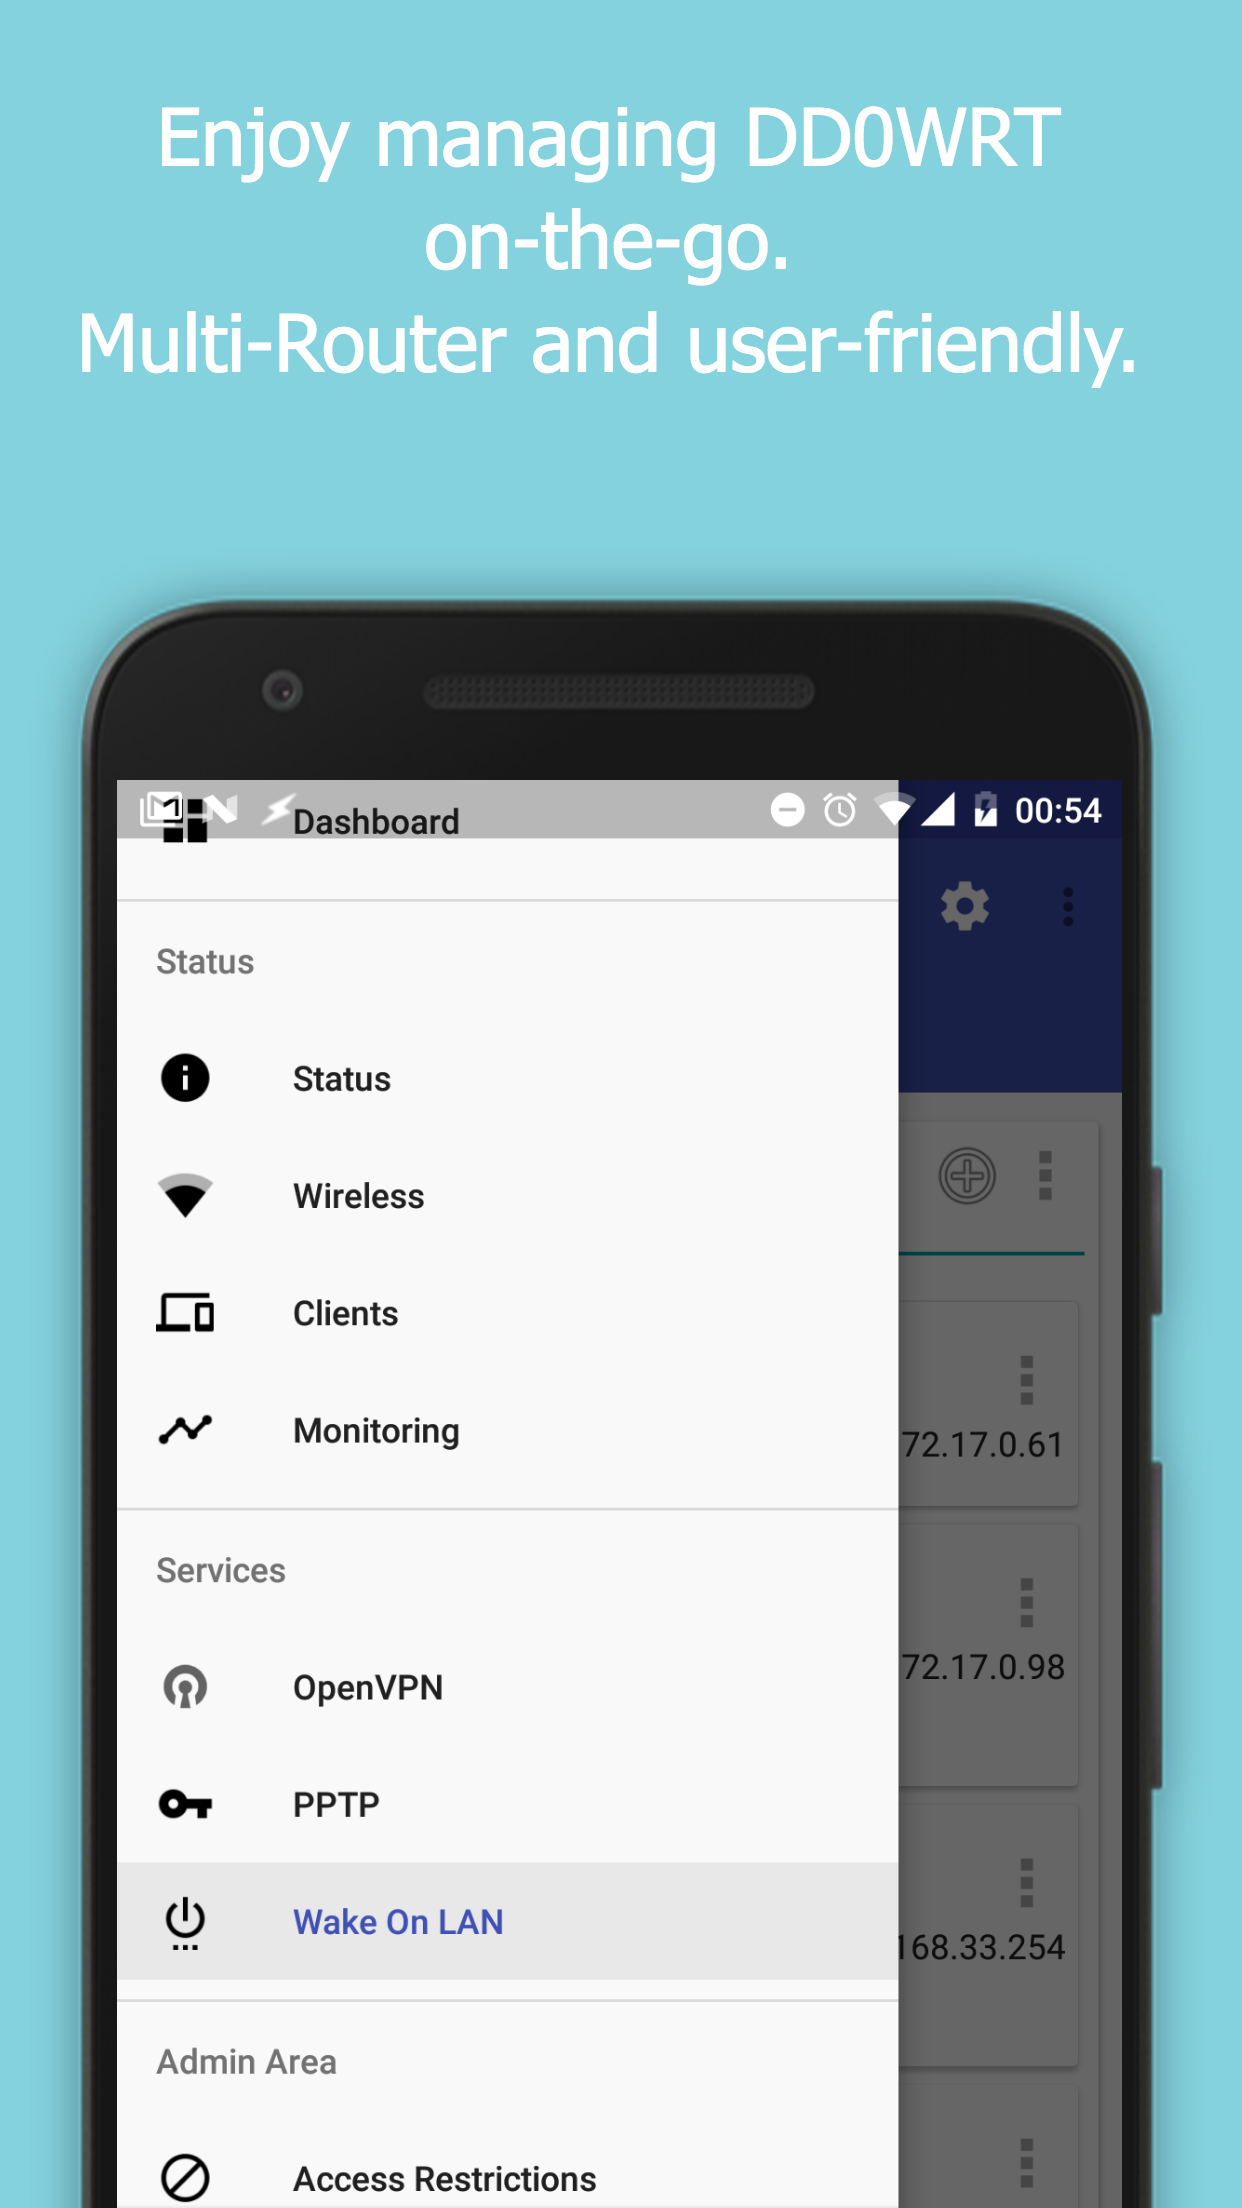 Enjoy managing DD0WRT
on-the-go.
Multi-Router and user-friendly.
00:54
Dashboard
Status
Status
Wireless
Clients
Monitoring
72.17.0.61
Services
OpenVPN
72.17.0.98
PPTP
Wake On LAN
168.33.254
Admin Area
Access Restrictions